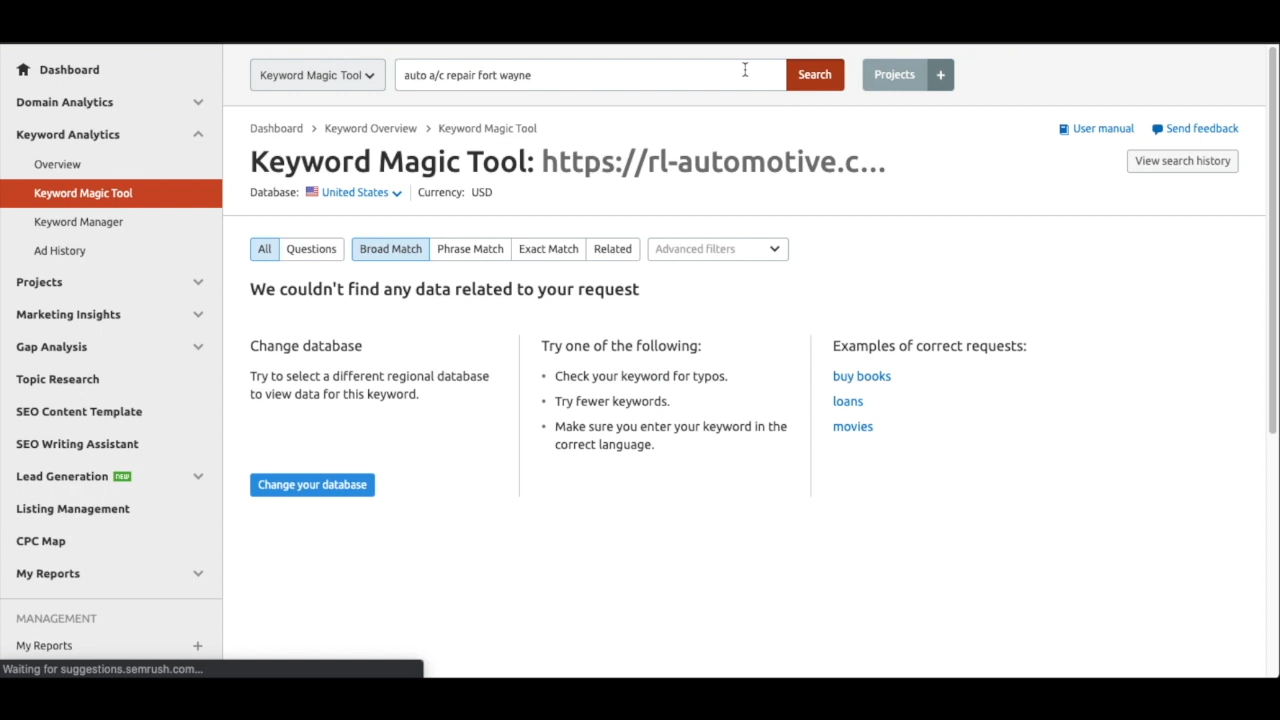 Dashboard
Domain Analytics
Keyword Analytics
Overview
Keyword Magic Tool
Keyword Manager
Ad History
Projects
Marketing Insights
Gap Analysis
Topic Research
SEO Content Template
SEO Writing Assistant
Lead Generation NEW
Listing Management
CPC Map
My Reports
MANAGEMENT
My Reports +
Waiting for suggestions.semrush.com...
Keyword Magic Tool
auto a/c repair fort wayne
Search
Projects +
Dashboard > Keyword Overview > Keyword Magic Tool
User manual
Send feedback
Keyword Magic Tool: https://rl-automotive.c...
View search history
Database: United States
Currency: USD
All Questions Broad Match Phrase Match Exact Match Related Advanced filters
We couldn't find any data related to your request
Change database
Try to select a different regional database
to view data for this keyword.
Change your database
Try one of the following:
• Check your keyword for typos.
• Try fewer keywords.
• Make sure you enter your keyword in the
correct language.
Examples of correct requests:
buy books
loans
movies